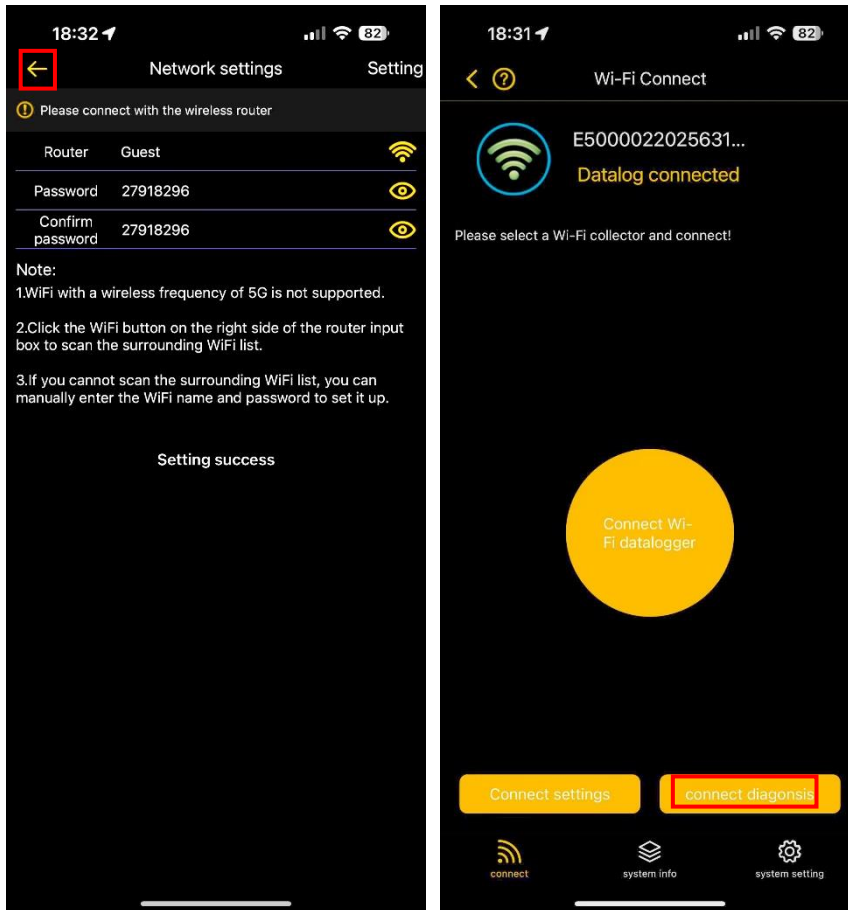 18:32
82
Network settings
Setting
Please connect with the wireless router
Router Guest
Password 27918296
Confirm
password
27918296
Note:
1.WiFi with a wireless frequency of 5G is not supported.
2.Click the WiFi button on the right side of the router input
box to scan the surrounding WiFi list.
3.If you cannot scan the surrounding WiFi list, you can
manually enter the WiFi name and password to set it up.
Setting success
18:31
82
Wi-Fi Connect
E5000022025631...
Datalog connected
Please select a Wi-Fi collector and connect!
Connect Wi-
Fi datalogger
Connect settings
connect diagonsis
connect
system info
system setting